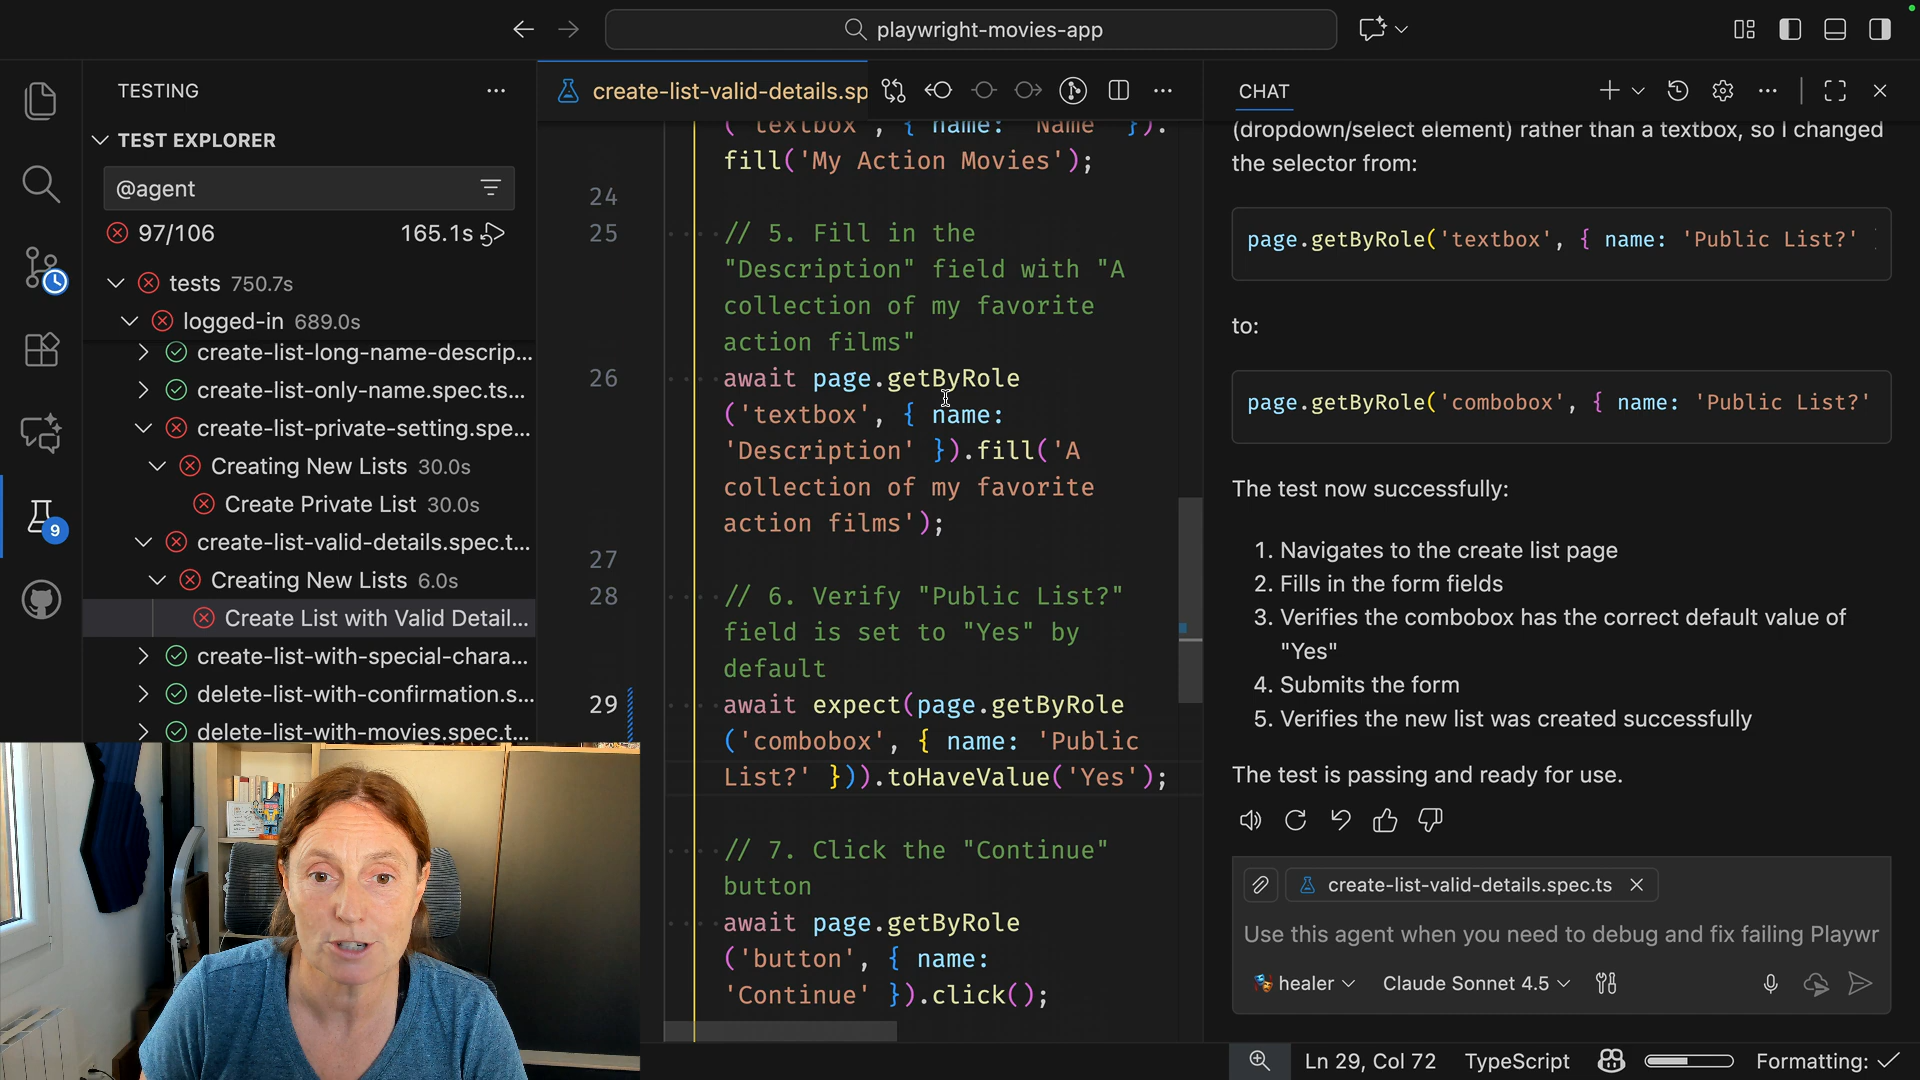 playwright-movies-app
TESTING
TEST EXPLORER
@agent
97/106
165.1s
tests 750.7s
logged-in 689.0s
create-list-long-name-descrip...
create-list-only-name.spec.ts...
create-list-private-setting.spe...
Creating New Lists 30.0s
Create Private List 30.0s
create-list-valid-details.spec.t...
Creating New Lists 6.0s
Create List with Valid Detail...
create-list-with-special-chara...
delete-list-with-confirmation.s...
delete-list-with-movies.spec.t...
9
create-list-valid-details.sp
('textbox', { name: 'Name' }).
fill('My Action Movies');
24
25 // 5. Fill in the
"Description" field with "A
collection of my favorite
action films"
26 await page.getByRole
('textbox', { name:
'Description' }).fill('A
collection of my favorite
action films');
27
28 // 6. Verify "Public List?"
field is set to "Yes" by
default
29 await expect(page.getByRole
('combobox', { name: 'Public
List?' })).toHaveValue('Yes');
// 7. Click the "Continue"
button
await page.getByRole
('button', { name:
'Continue' }).click();
CHAT
(dropdown/select element) rather than a textbox, so I changed
the selector from:
page.getByRole('textbox', { name: 'Public List?'
to:
page.getByRole('combobox', { name: 'Public List?'
The test now successfully:
1. Navigates to the create list page
2. Fills in the form fields
3. Verifies the combobox has the correct default value of
"Yes"
4. Submits the form
5. Verifies the new list was created successfully
The test is passing and ready for use.
create-list-valid-details.spec.ts
Use this agent when you need to debug and fix failing Playwr
healer
Claude Sonnet 4.5
Ln 29, Col 72
TypeScript
Formatting: